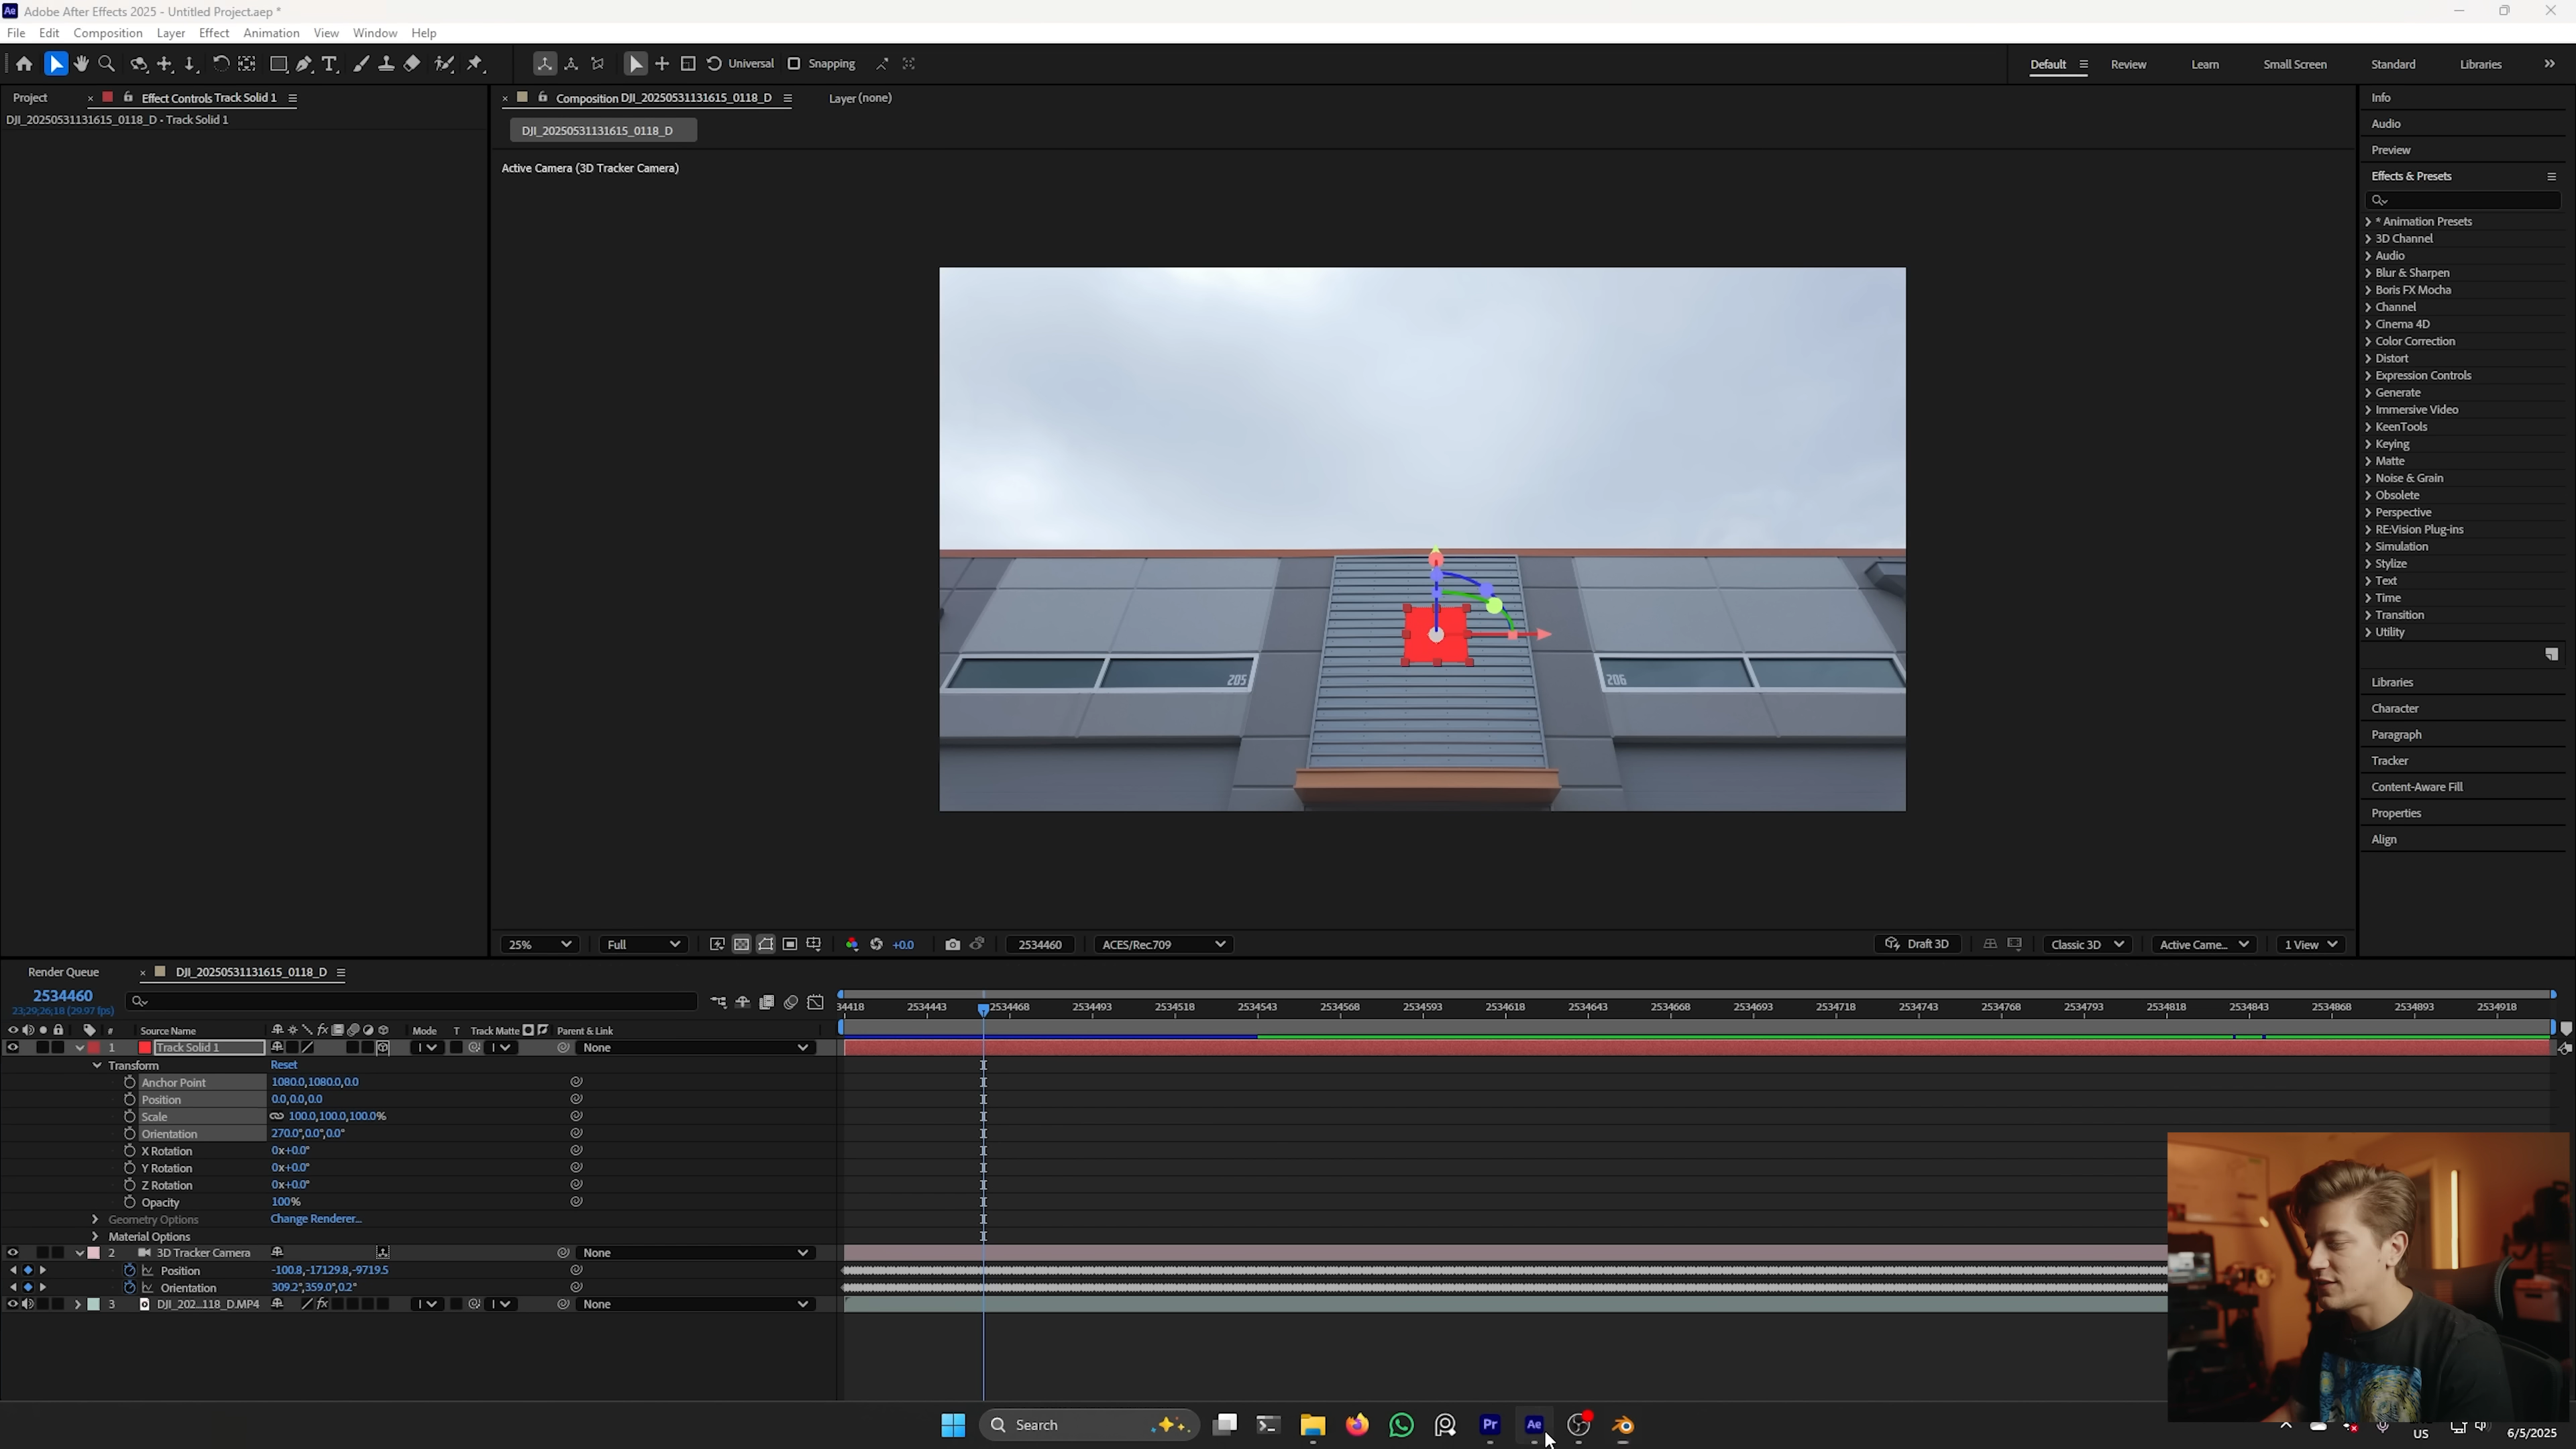 Adobe After Effects 2025 - Untitled Project.aep *
File Edit Composition Layer Effect Animation View Window Help
Universal Snapping Default Review Learn Small Screen Standard Libraries
Project × Effect Controls Track Solid 1
DJI_20250531131615_0118_D • Track Solid 1
× Composition DJI_20250531131615_0118_D Layer (none)
DJI_20250531131615_0118_D
Active Camera (3D Tracker Camera)
205
206
25% Full +0.0 2534460 ACES/Rec.709 Draft 3D Classic 3D Active Came... 1 View
Info
Audio
Preview
Effects & Presets
* Animation Presets
3D Channel
Audio
Blur & Sharpen
Boris FX Mocha
Channel
Cinema 4D
Color Correction
Distort
Expression Controls
Generate
Immersive Video
KeenTools
Keying
Matte
Noise & Grain
Obsolete
Perspective
RE:Vision Plug-ins
Simulation
Stylize
Text
Time
Transition
Utility
Libraries
Character
Paragraph
Tracker
Content-Aware Fill
Properties
Align
Render Queue × DJI_20250531131615_0118_D
2534460
23;29;26;18 (29.97 fps)
34418 2534443 2534468 2534493 2534518 2534543 2534568 2534593 2534618 2534643 2534668 2534693 2534718 2534743 2534768 2534793 2534818 2534843 2534868 2534893 2534918
# Source Name Mode T Track Matte Parent & Link
1 Track Solid 1 None
Transform Reset
Anchor Point 1080.0,1080.0,0.0
Position 0.0,0.0,0.0
Scale 100.0,100.0,100.0%
Orientation 270.0°,0.0°,0.0°
X Rotation 0x+0.0°
Y Rotation 0x+0.0°
Z Rotation 0x+0.0°
Opacity 100%
Geometry Options Change Renderer...
Material Options
2 3D Tracker Camera None
Position -100.8,-17129.8,-9719.5
Orientation 309.2°,359.0°,0.2°
3 DJI_202...118_D.MP4 None
Search Pr Ae US 6/5/2025